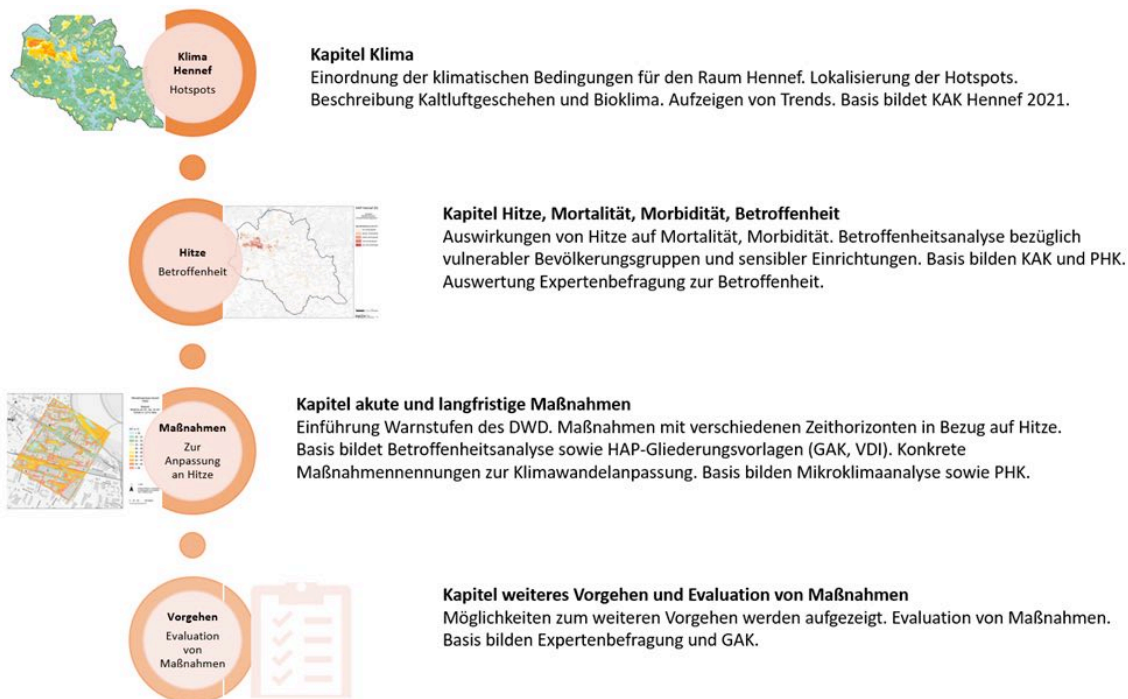 Klima
Hennef
Hotspots
Kapitel Klima
Einordnung der klimatischen Bedingungen für den Raum Hennef. Lokalisierung der Hotspots.
Beschreibung Kaltluftgeschehen und Bioklima. Aufzeigen von Trends. Basis bildet KAK Hennef 2021.
Hitze
Betroffenheit
Kapitel Hitze, Mortalität, Morbidität, Betroffenheit
Auswirkungen von Hitze auf Mortalität, Morbidität. Betroffenheitsanalyse bezüglich
vulnerabler Bevölkerungsgruppen und sensibler Einrichtungen. Basis bilden KAK und PHK.
Auswertung Expertenbefragung zur Betroffenheit.
Maßnahmen
Zur
Anpassung
an Hitze
Kapitel akute und langfristige Maßnahmen
Einführung Warnstufen des DWD. Maßnahmen mit verschiedenen Zeithorizonten in Bezug auf Hitze.
Basis bildet Betroffenheitsanalyse sowie HAP-Gliederungsvorlagen (GAK, VDI). Konkrete
Maßnahmennennungen zur Klimawandelanpassung. Basis bilden Mikroklimaanalyse sowie PHK.
Vorgehen
Evaluation
von
Maßnahmen
Kapitel weiteres Vorgehen und Evaluation von Maßnahmen
Möglichkeiten zum weiteren Vorgehen werden aufgezeigt. Evaluation von Maßnahmen.
Basis bilden Expertenbefragung und GAK.